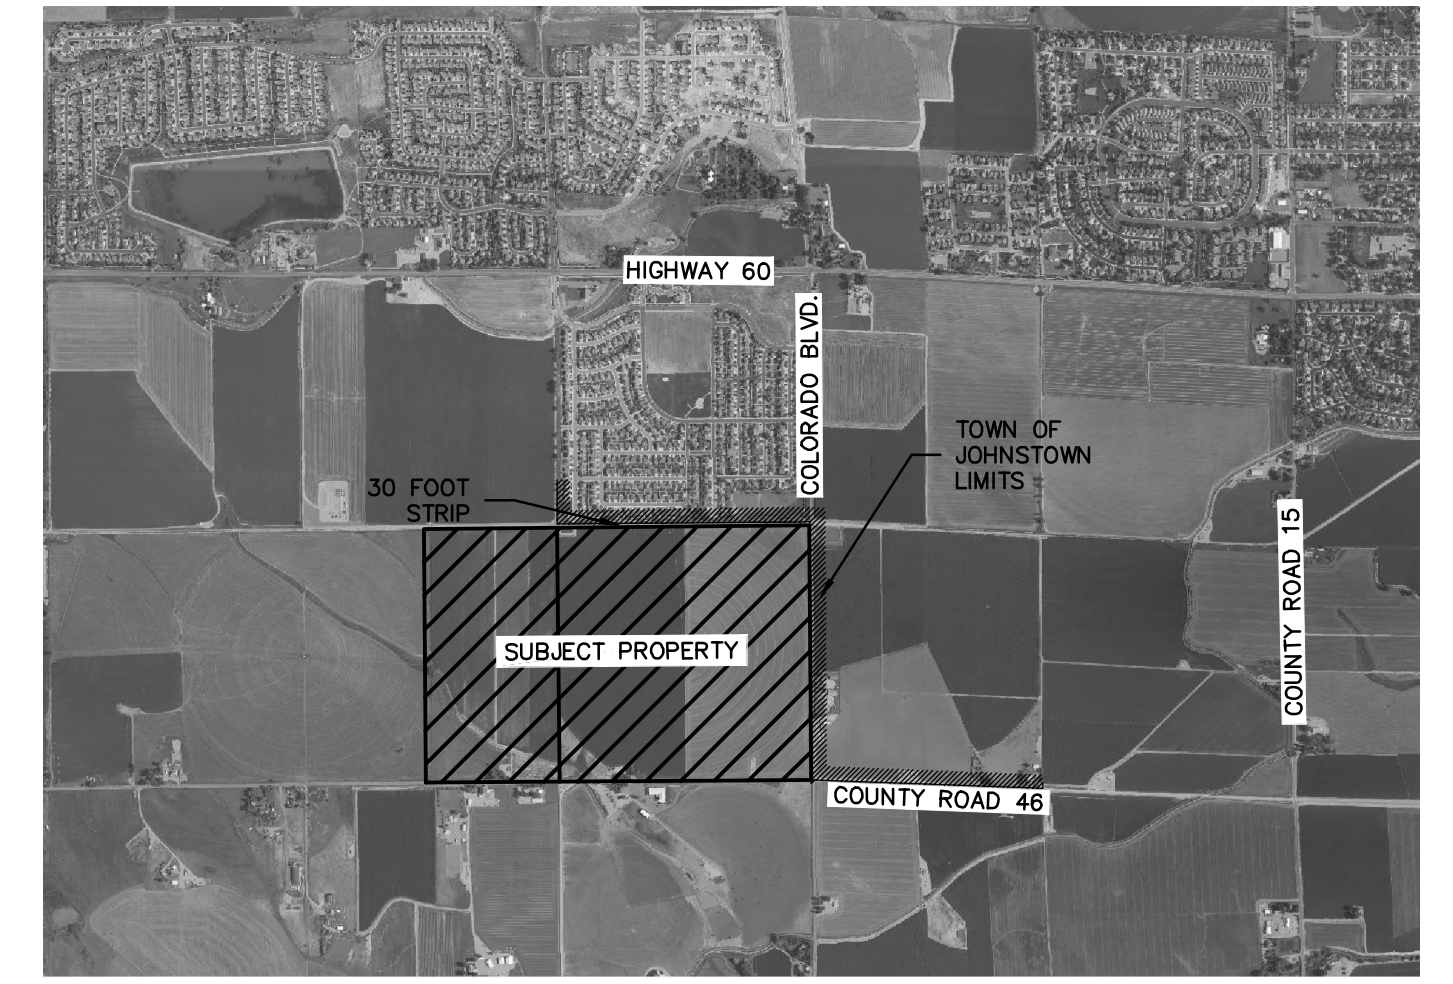 HIGHWAY 60
COLORADO BLVD.
TOWN OF
JOHNSTOWN
LIMITS
30 FOOT
STRIP
COUNTY ROAD 15
SUBJECT PROPERTY
COUNTY ROAD 46